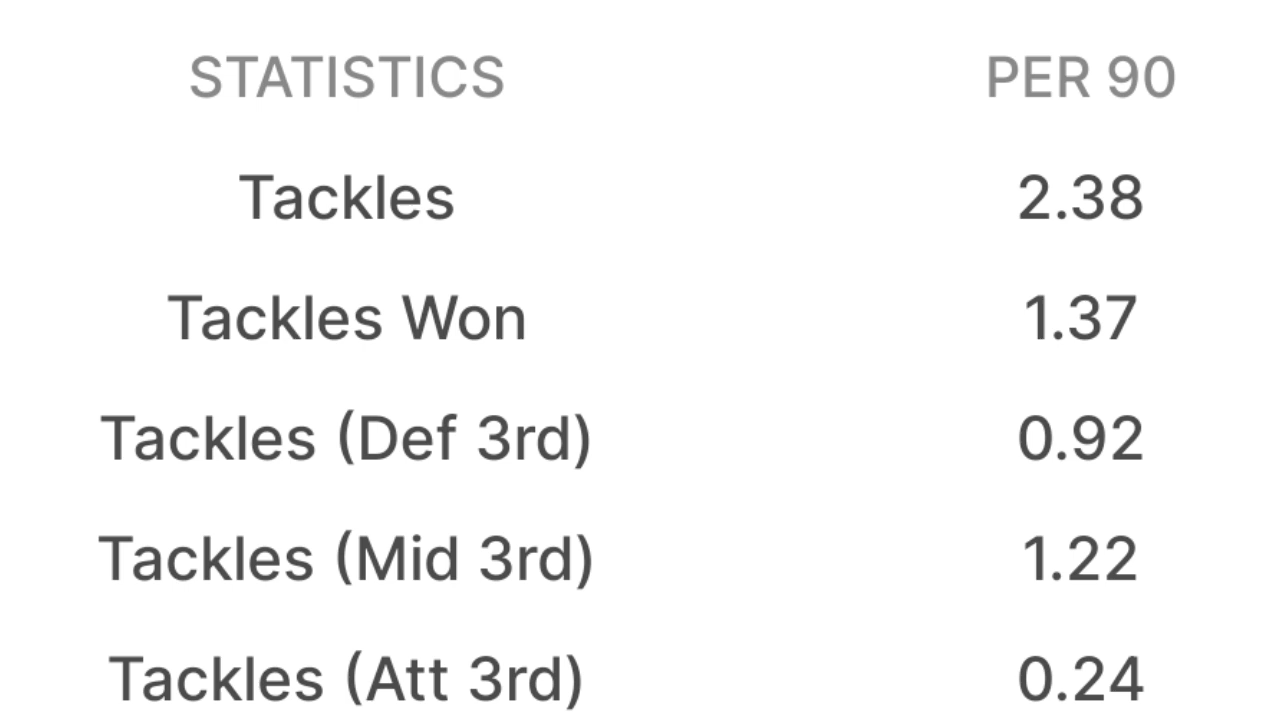 STATISTICS PER 90
Tackles 2.38
Tackles Won 1.37
Tackles (Def 3rd) 0.92
Tackles (Mid 3rd) 1.22
Tackles (Att 3rd) 0.24